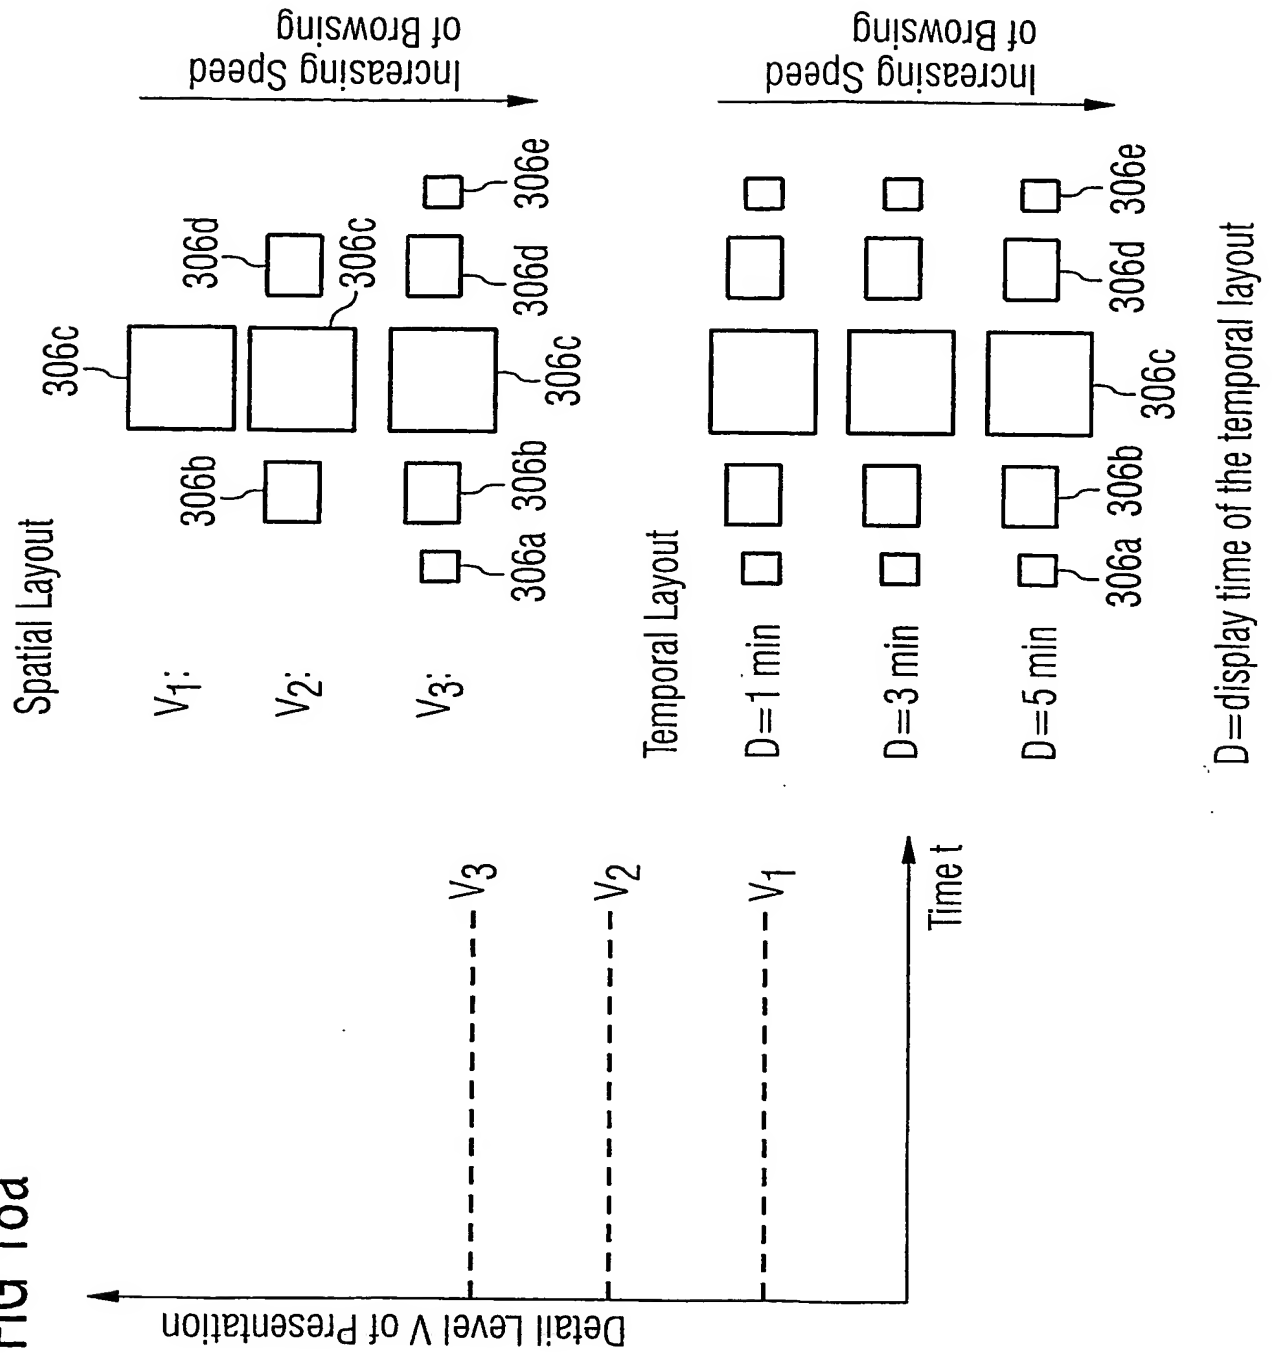 FIG
Detail Level V of Presentation
V3
V2
V1
Time t
Spatial Layout
306c
V1:
306b
306d
V2:
306c
V3:
306a
306b
306c
306d
306e
Increasing Speed
of Browsing
Temporal Layout
D=1 min
D=3 min
D=5 min
306a
306b
306c
306d
306e
Increasing Speed
of Browsing
D=display time of the temporal layout